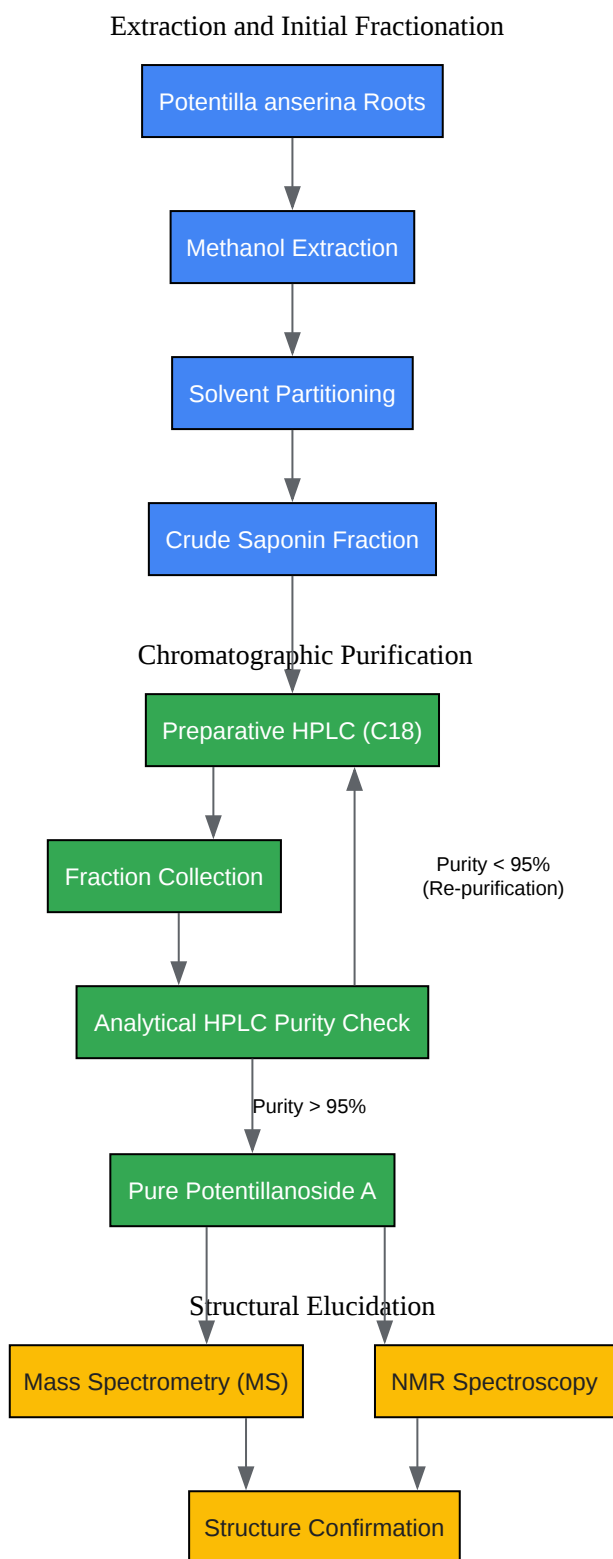 Extraction and Initial Fractionation
Potentilla anserina Roots
Methanol Extraction
Solvent Partitioning
Crude Saponin Fraction
Chromatographic Purification
Preparative HPLC (C18)
Fraction Collection
Purity < 95%
(Re-purification)
Analytical HPLC Purity Check
Purity > 95%
Pure Potentillanoside A
Structural Elucidation
Mass Spectrometry (MS)
NMR Spectroscopy
Structure Confirmation